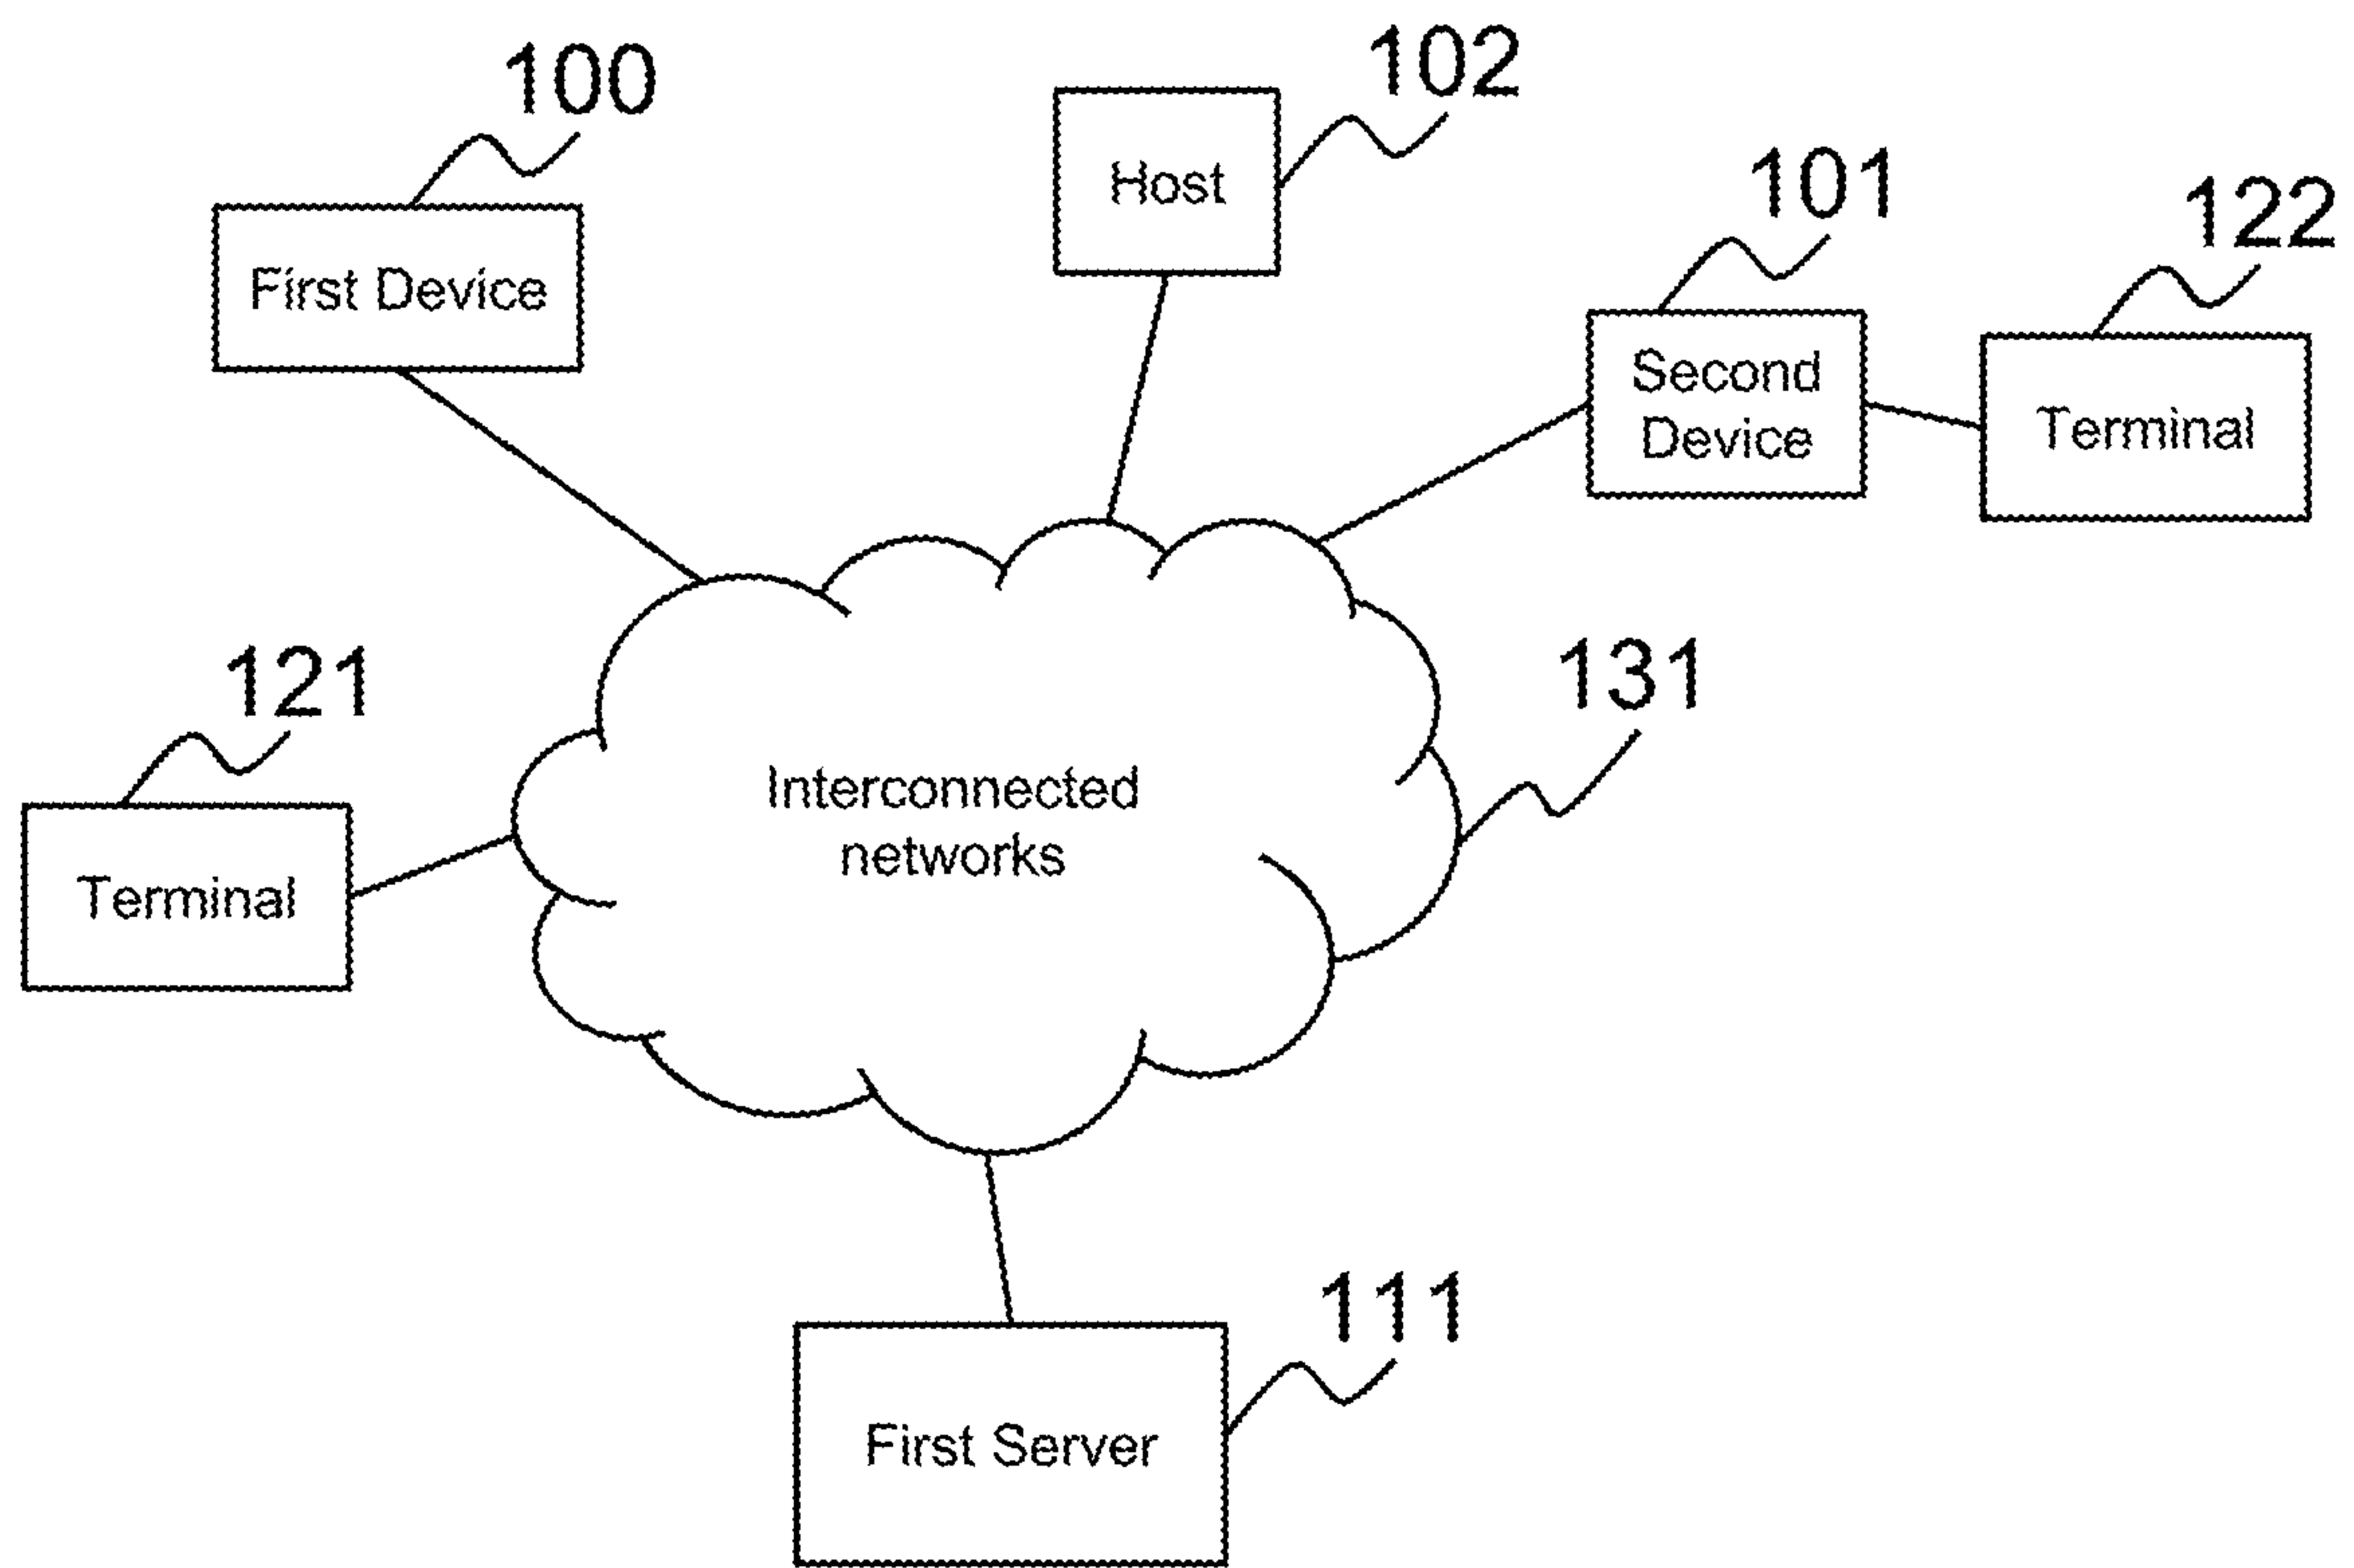 100
102
101
122
Host
First Device
Second
Device
Terminal
121
131
Interconnected
networks
Terminal
111
First Server